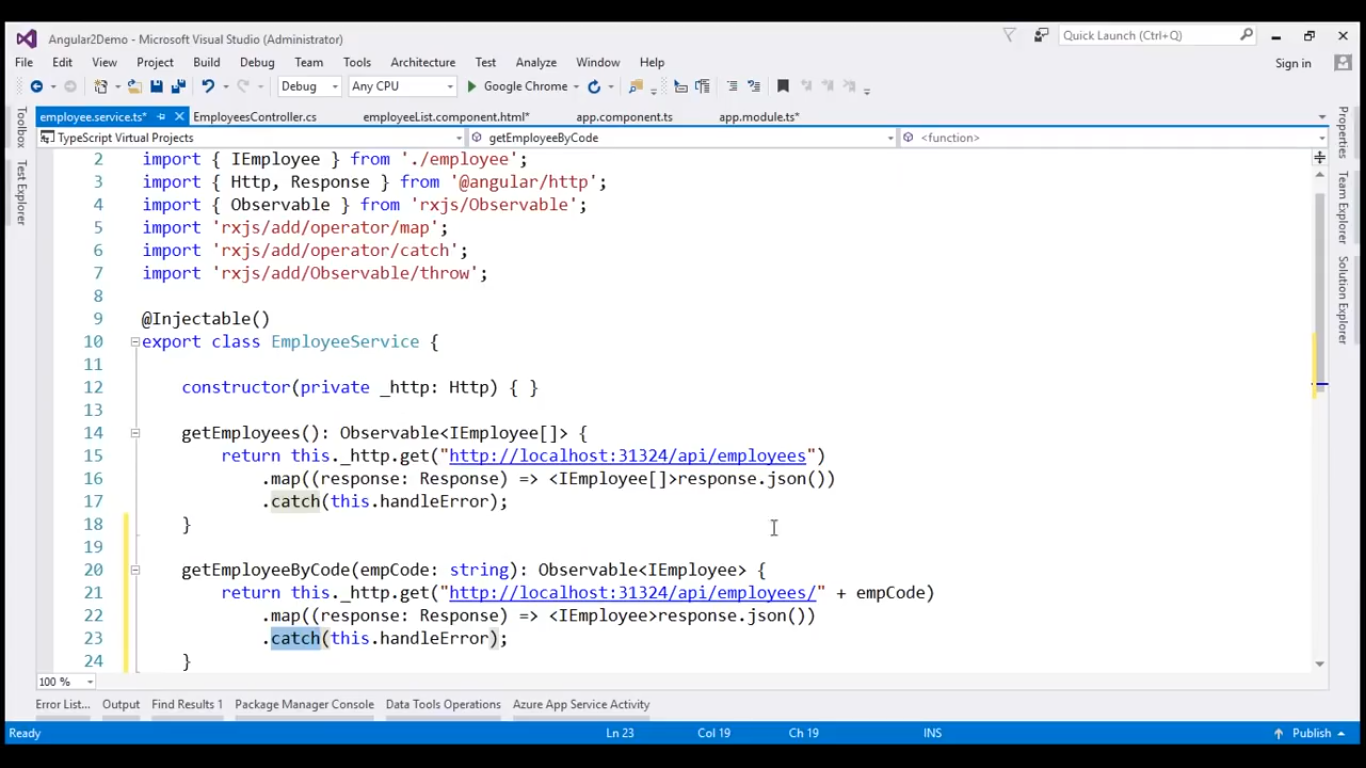 Angular2Demo - Microsoft Visual Studio (Administrator)
Quick Launch (Ctrl+Q)
File Edit View Project Build Debug Team Tools Architecture Test Analyze Window Help
Sign in
Debug Any CPU Google Chrome
employee.service.ts* EmployeesController.cs employeeList.component.html* app.component.ts app.module.ts*
TypeScript Virtual Projects getEmployeeByCode <function>
Toolbox
Test Explorer
2 import { IEmployee } from './employee';
3 import { Http, Response } from '@angular/http';
4 import { Observable } from 'rxjs/Observable';
5 import 'rxjs/add/operator/map';
6 import 'rxjs/add/operator/catch';
7 import 'rxjs/add/Observable/throw';
8
9 @Injectable()
10 export class EmployeeService {
11
12 constructor(private _http: Http) { }
13
14 getEmployees(): Observable<IEmployee[]> {
15 return this._http.get("http://localhost:31324/api/employees")
16 .map((response: Response) => <IEmployee[]>response.json())
17 .catch(this.handleError);
18 }
19
20 getEmployeeByCode(empCode: string): Observable<IEmployee> {
21 return this._http.get("http://localhost:31324/api/employees/" + empCode)
22 .map((response: Response) => <IEmployee>response.json())
23 .catch(this.handleError);
24 }
Properties
Team Explorer
Solution Explorer
100 %
Error List... Output Find Results 1 Package Manager Console Data Tools Operations Azure App Service Activity
Ready Ln 23 Col 19 Ch 19 INS Publish